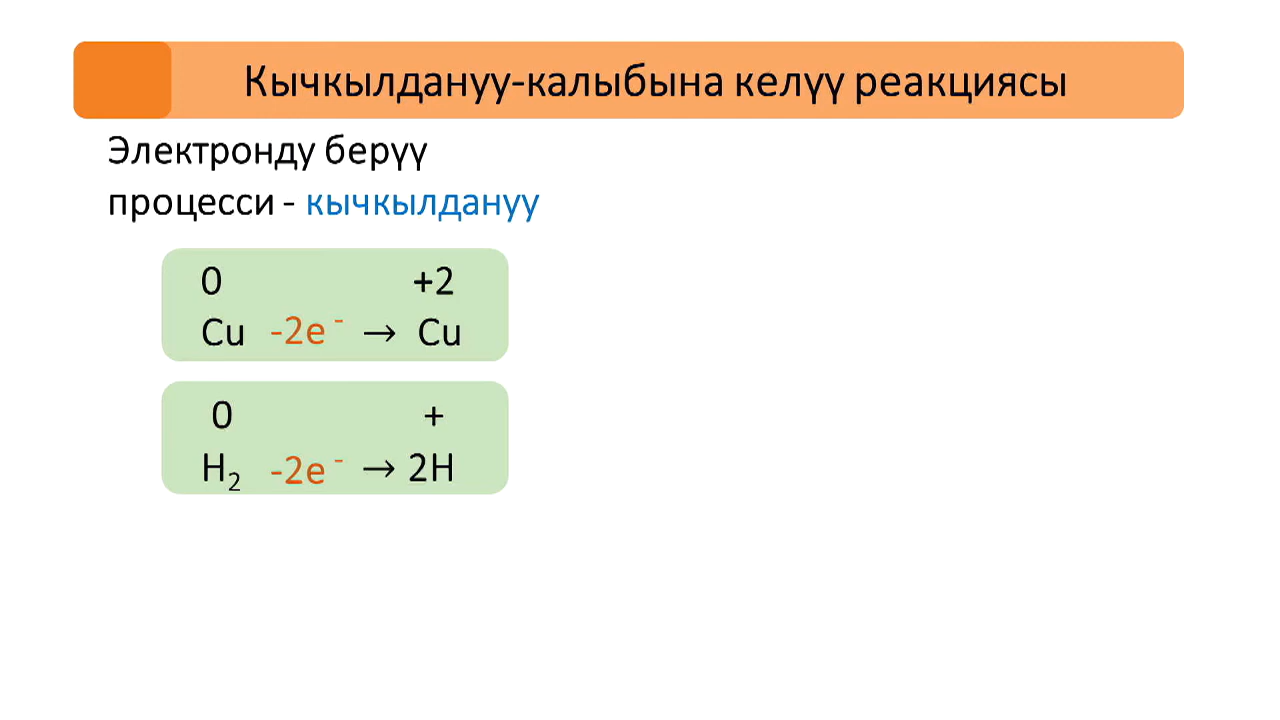 Кычкылдануу-калыбына келүү реакциясы
Электронду берүү
процесси - кычкылдануу
0 +2
Cu -2e⁻ → Cu
0 +
H₂ -2e⁻ → 2H